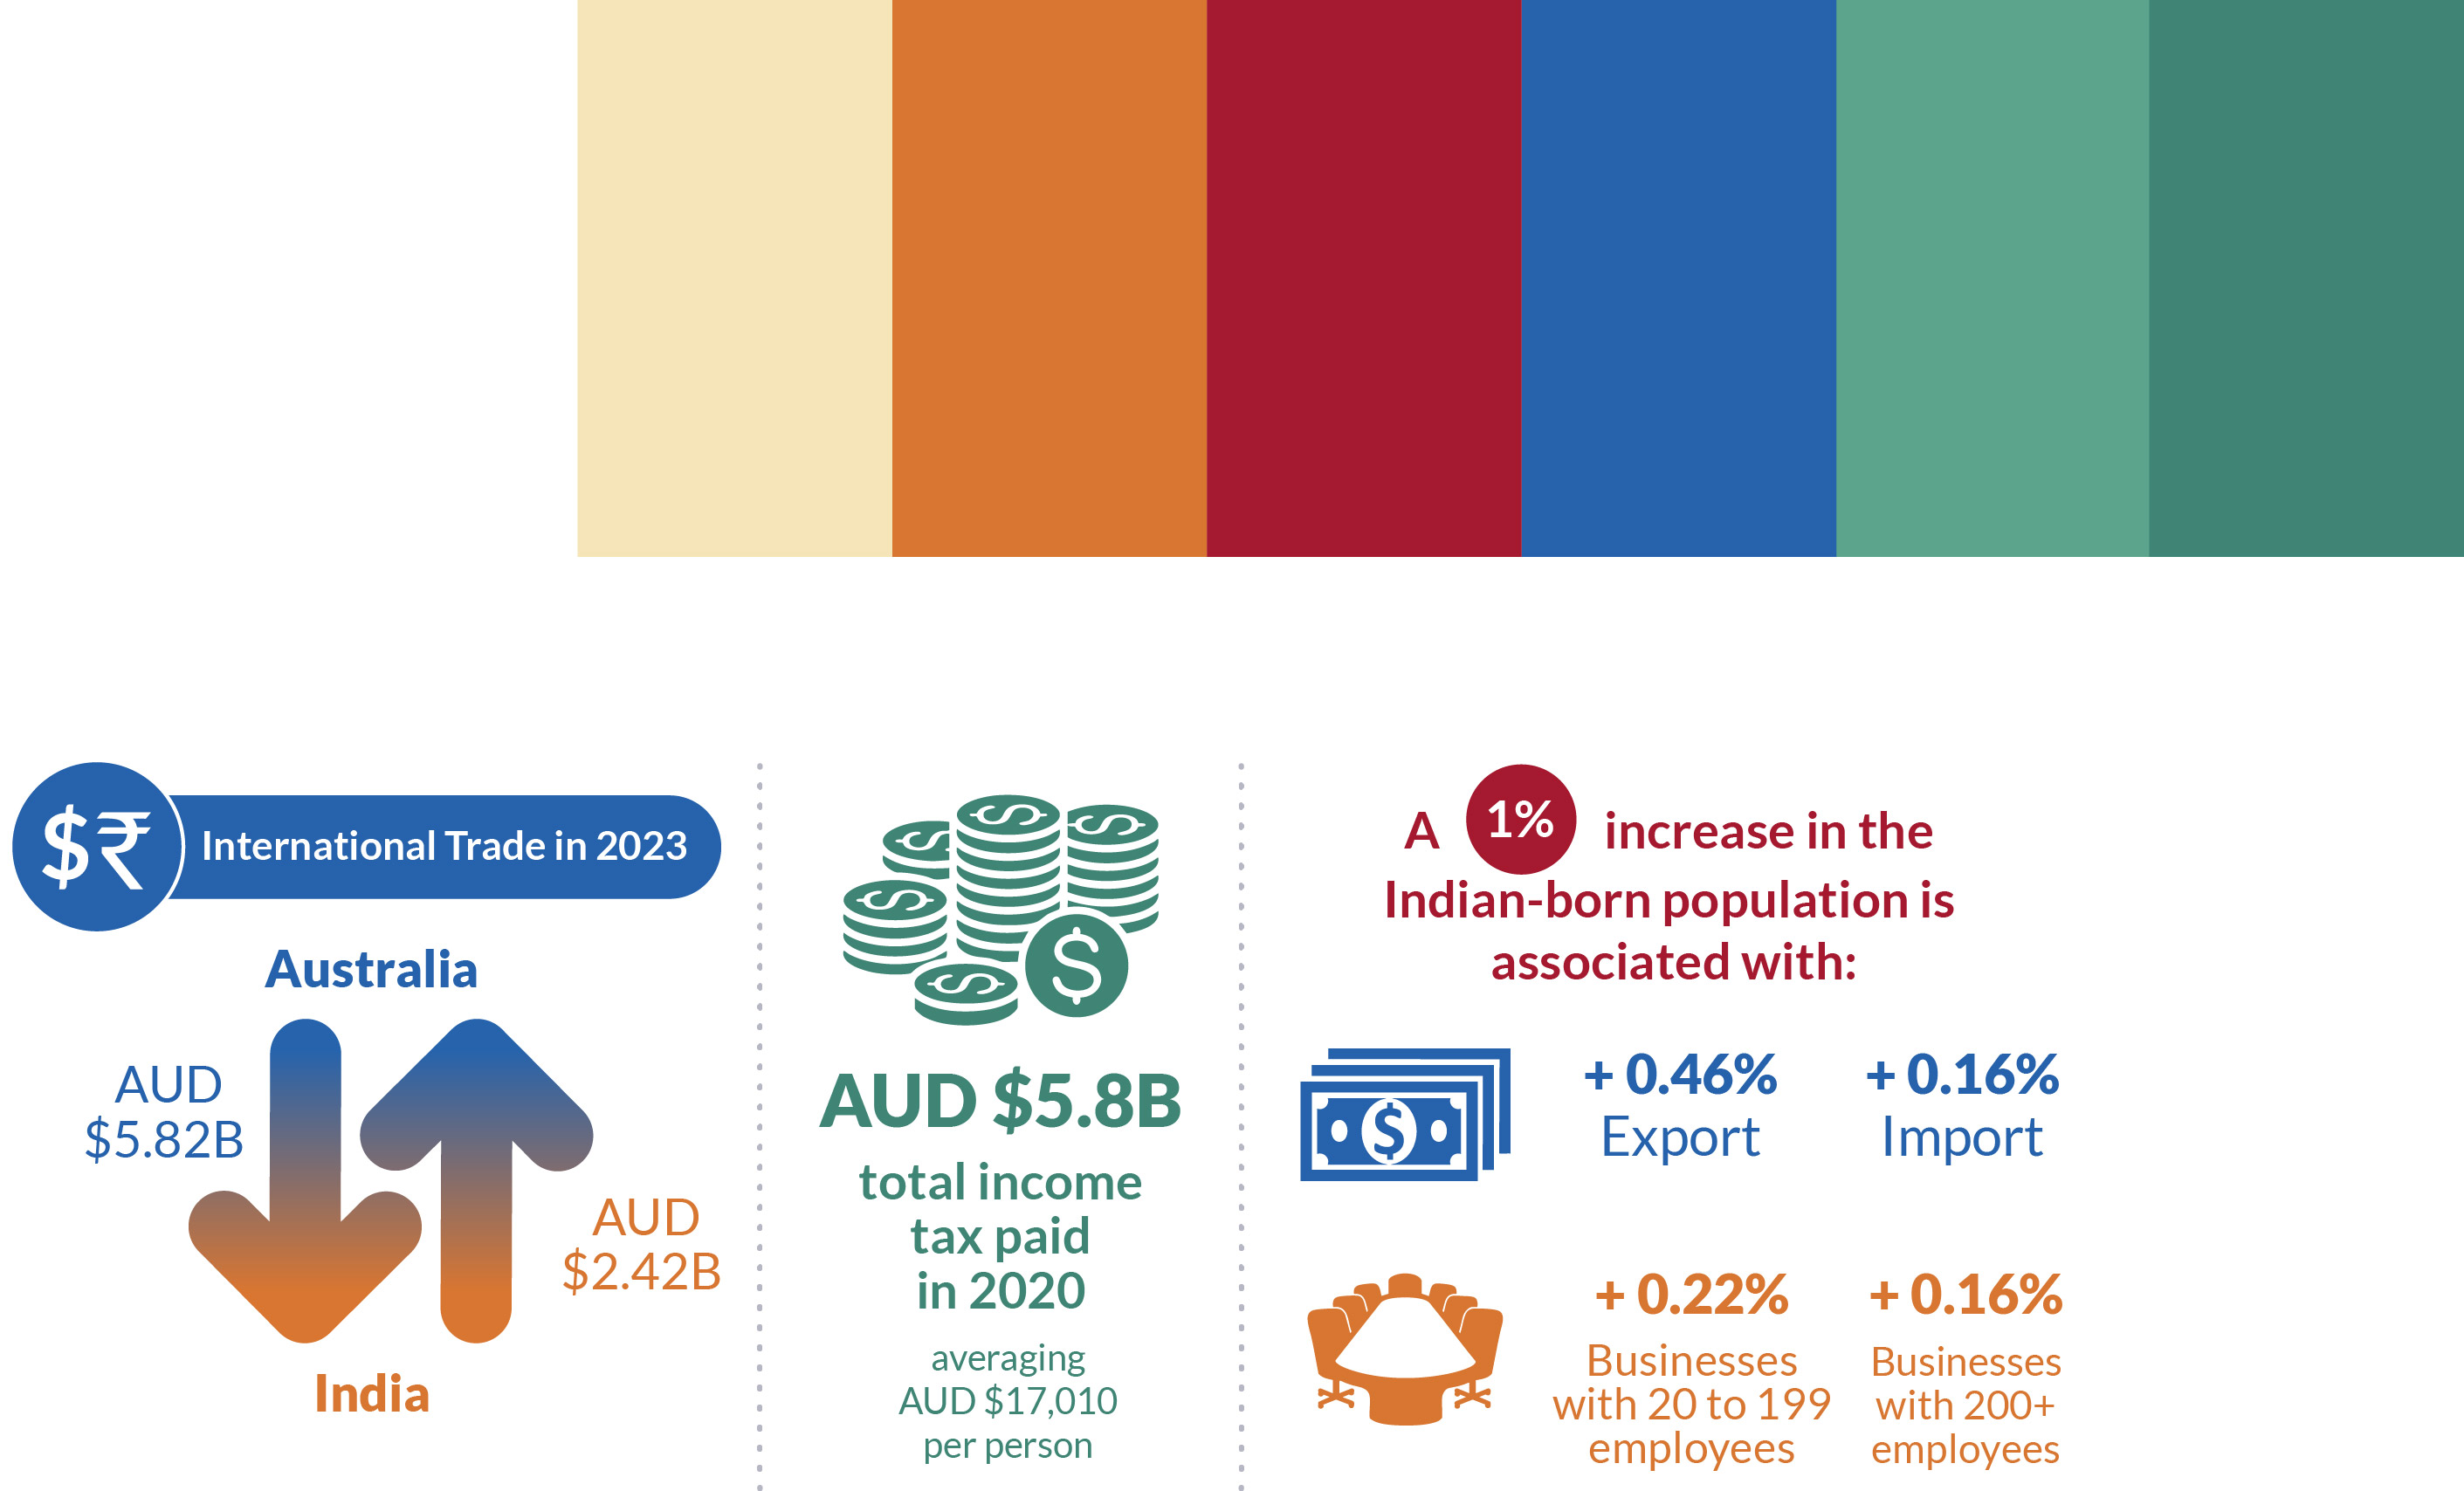 $₹ International Trade in 2023
Australia
AUD
$5.82B
AUD
$2.42B
India
AUD $5.8B
total income
tax paid
in 2020
averaging
AUD $17,010
per person
A 1% increase in the
Indian-born population is
associated with:
+ 0.46%
Export
+ 0.16%
Import
+ 0.22%
Businesses
with 20 to 199
employees
+ 0.16%
Businesses
with 200+
employees